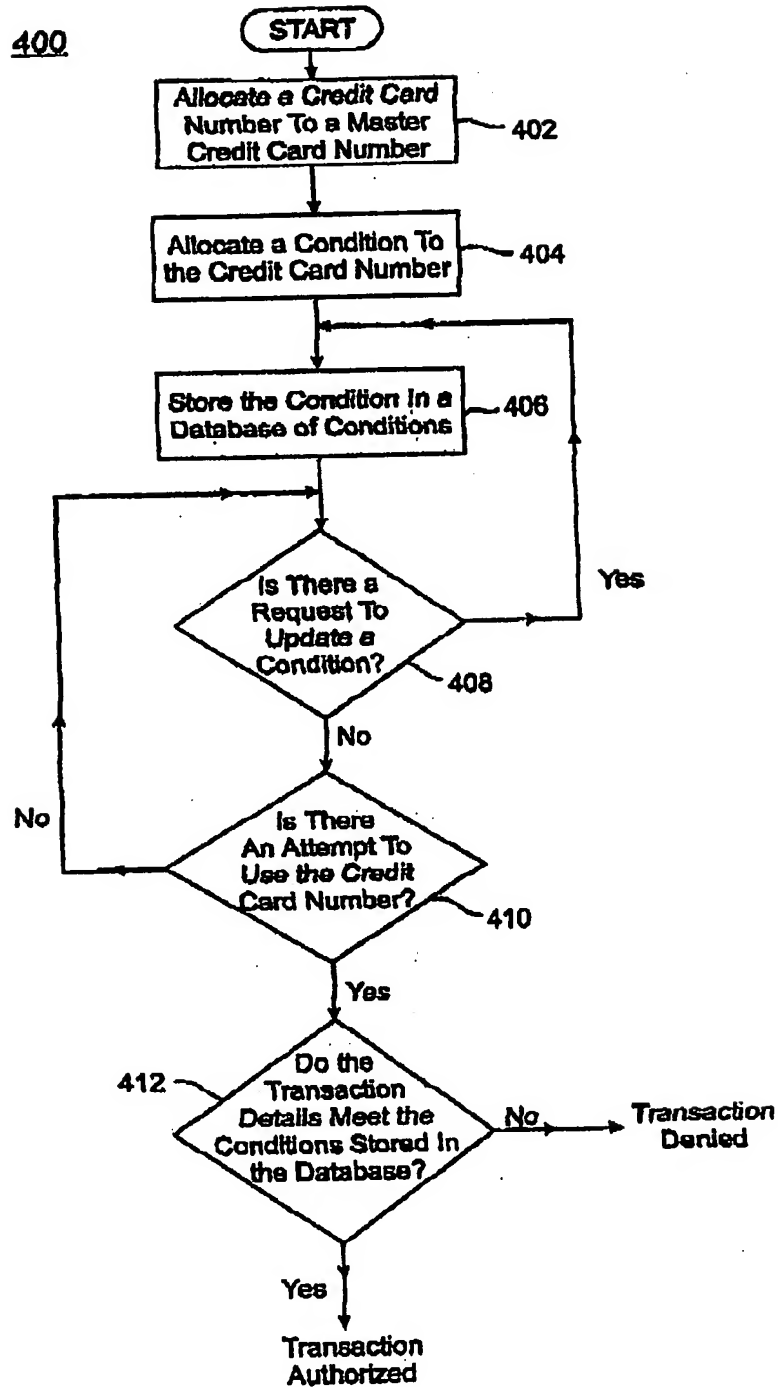 400
START
Allocate a Credit Card
Number To a Master
Credit Card Number
402
Allocate a Condition To
the Credit Card Number
404
Store the Condition In a
Database of Conditions
406
Is There a
Request To
Update a
Condition?
408
Yes
No
Is There
An Attempt To
Use the Credit
Card Number?
410
No
Yes
412
Do the
Transaction
Details Meet the
Conditions Stored In
the Database?
No
Transaction
Denied
Yes
Transaction
Authorized